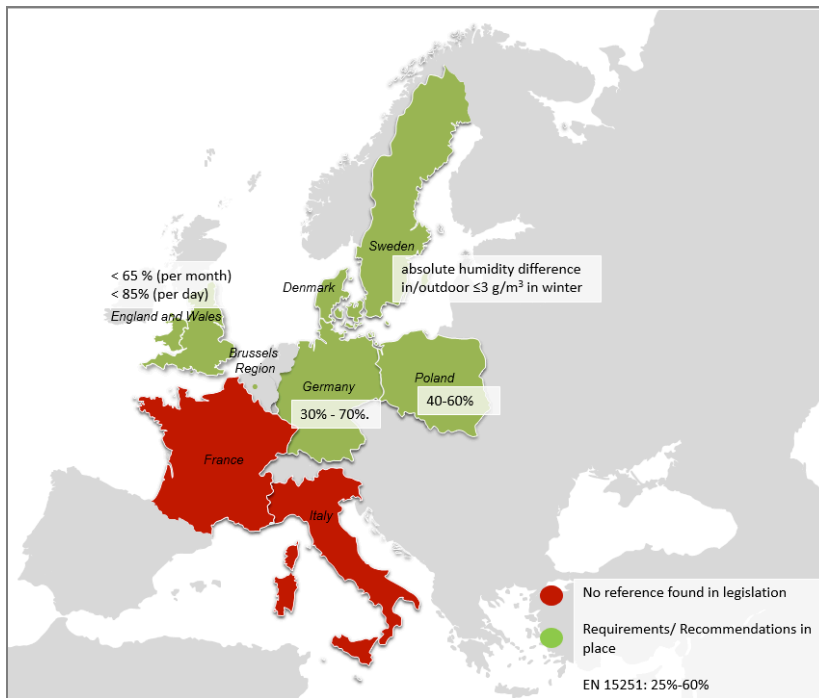 Sweden
absolute humidity difference
in/outdoor ≤3 g/m³ in winter
< 65 % (per month)
< 85% (per day)
England and Wales
Denmark
Brussels
Region
Germany
30% - 70%.
Poland
40-60%
France
Italy
No reference found in legislation
Requirements/ Recommendations in
place
EN 15251: 25%-60%